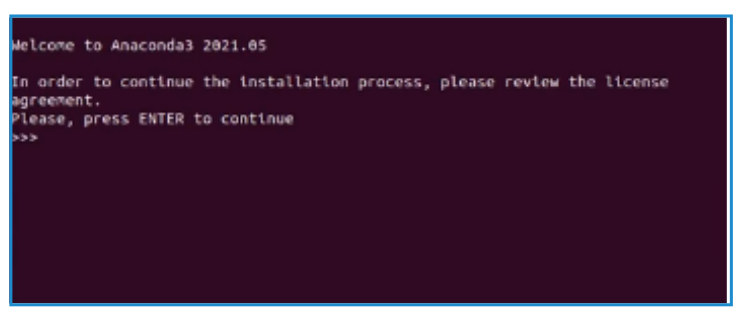 Welcome to Anaconda3 2021.05
In order to continue the installation process, please review the license
agreement.
Please, press ENTER to continue
>>>